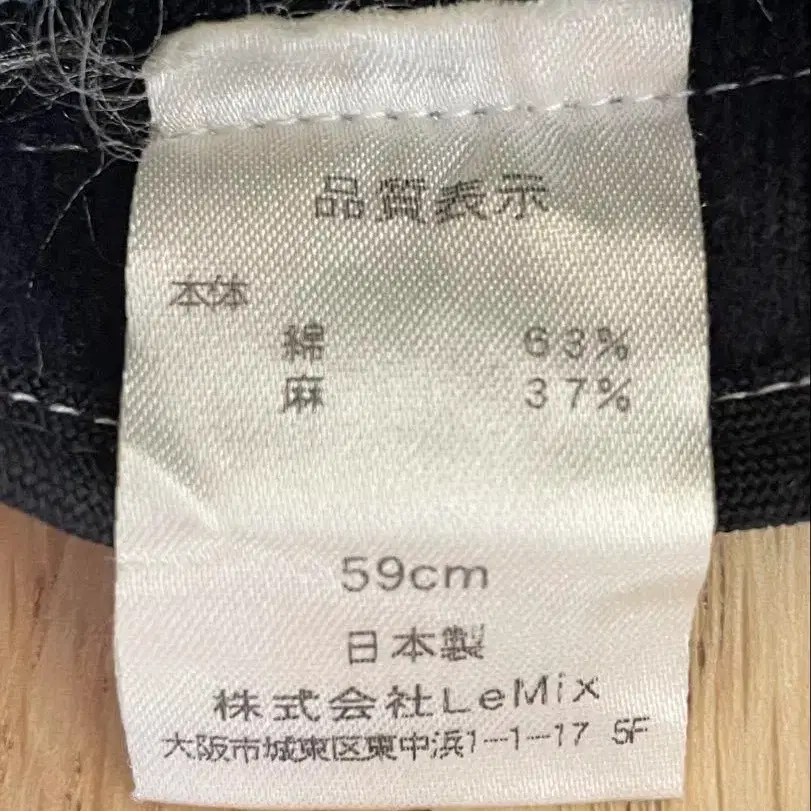 品質表示
本体
綿 63%
麻 37%
59cm
日本製
株式会社LeMix
大阪市城東区東中浜1-1-17 5F